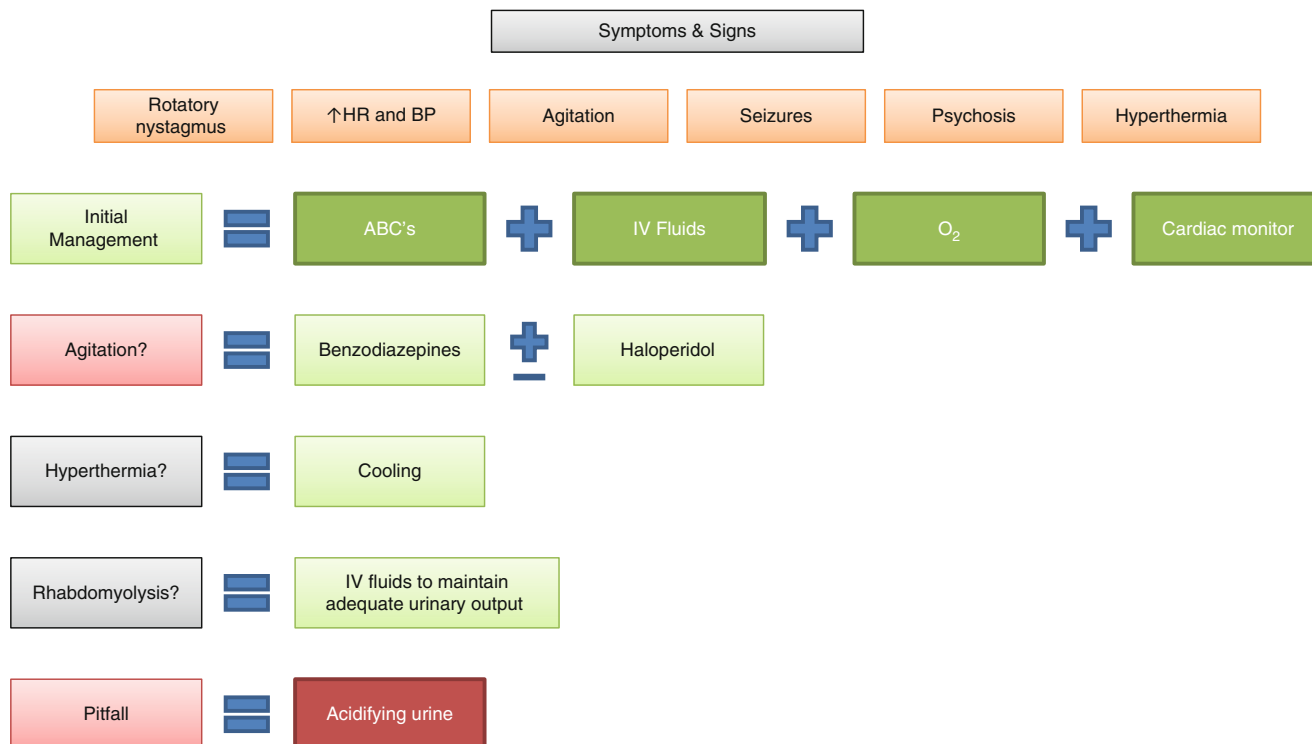 Symptoms & Signs
Rotatory
nystagmus
↑HR and BP
Agitation
Seizures
Psychosis
Hyperthermia
Initial
Management
ABC's
IV Fluids
O₂
Cardiac monitor
Agitation?
Benzodiazepines
Haloperidol
Hyperthermia?
Cooling
Rhabdomyolysis?
IV fluids to maintain
adequate urinary output
Pitfall
Acidifying urine